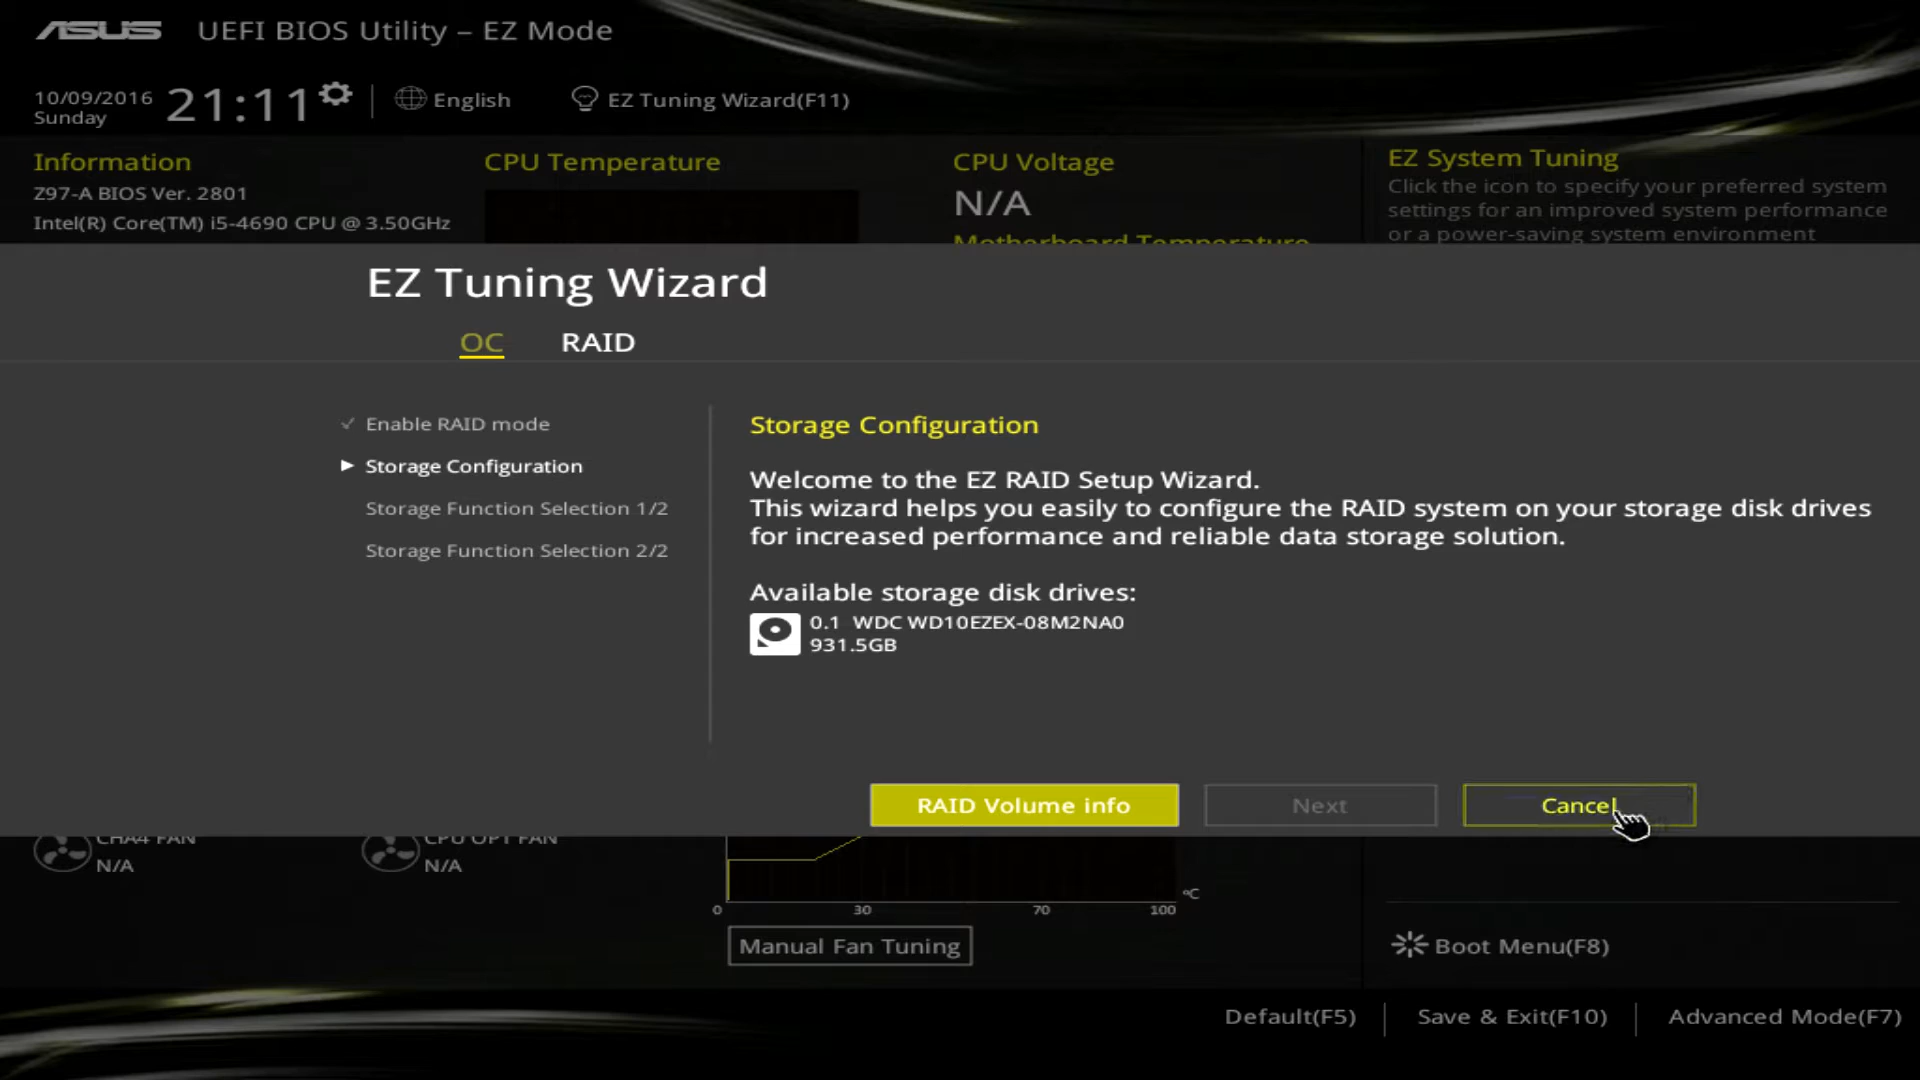 ASUS UEFI BIOS Utility – EZ Mode
10/09/2016
Sunday
21:11
English
EZ Tuning Wizard(F11)
Information
Z97-A BIOS Ver. 2801
Intel(R) Core(TM) i5-4690 CPU @ 3.50GHz
CPU Temperature
CPU Voltage
N/A
Motherboard Temperature
EZ System Tuning
Click the icon to specify your preferred system
settings for an improved system performance
or a power-saving system environment
EZ Tuning Wizard
OC RAID
✓ Enable RAID mode
▶ Storage Configuration
Storage Function Selection 1/2
Storage Function Selection 2/2
Storage Configuration
Welcome to the EZ RAID Setup Wizard.
This wizard helps you easily to configure the RAID system on your storage disk drives
for increased performance and reliable data storage solution.
Available storage disk drives:
0.1 WDC WD10EZEX-08M2NA0
931.5GB
RAID Volume info
Next
Cancel
CHA4 FAN
N/A
CPU OPT FAN
N/A
°C
0 30 70 100
Manual Fan Tuning
Boot Menu(F8)
Default(F5)
Save & Exit(F10)
Advanced Mode(F7)